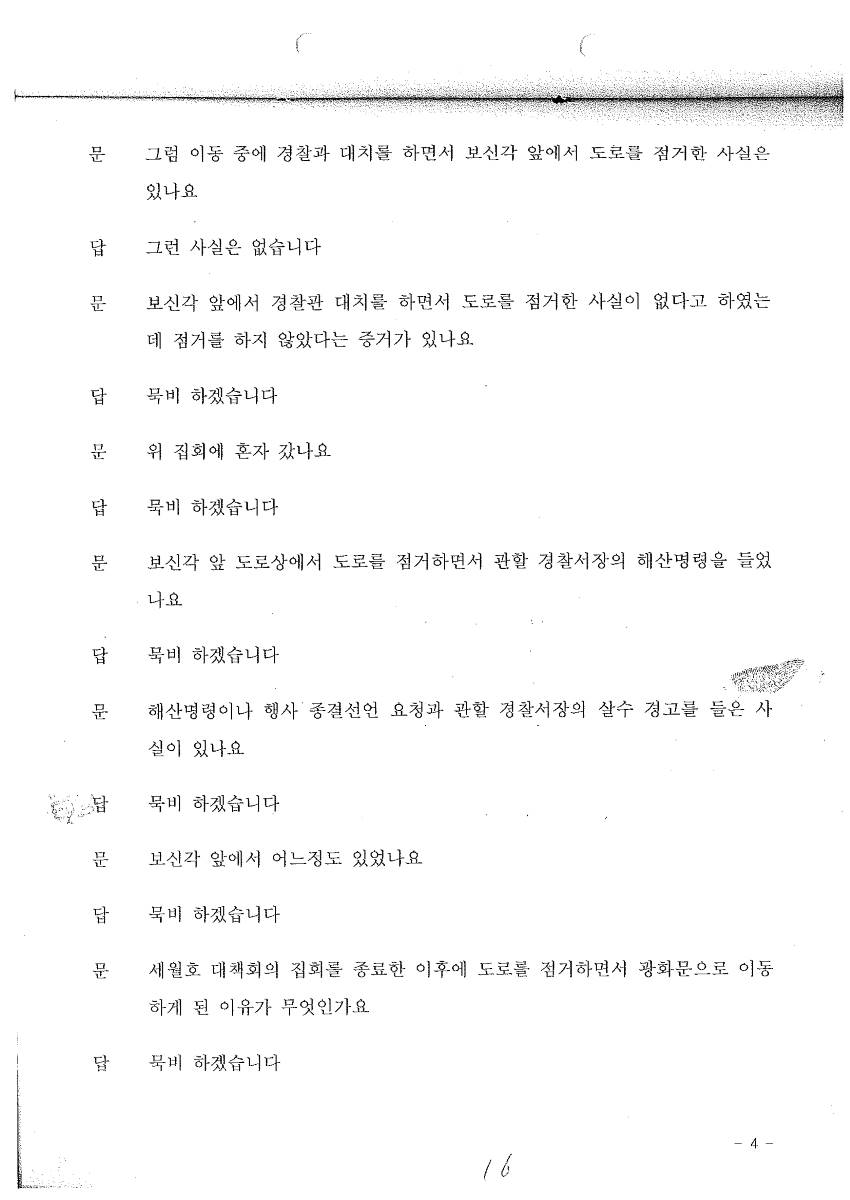 문 그럼 이동 중에 경찰과 대치를 하면서 보신각 앞에서 도로를 점거한 사실은
있나요
답 그런 사실은 없습니다
문 보신각 앞에서 경찰관 대치를 하면서 도로를 점거한 사실이 없다고 하였는
데 점거를 하지 않았다는 증거가 있나요
답 묵비 하겠습니다
문 위 집회에 혼자 갔나요
답 묵비 하겠습니다
문 보신각 앞 도로상에서 도로를 점거하면서 관할 경찰서장의 해산명령을 들었
나요
답 묵비 하겠습니다
문 해산명령이나 행사 종결선언 요청과 관할 경찰서장의 살수 경고를 들은 사
실이 있나요
답 묵비 하겠습니다
문 보신각 앞에서 어느정도 있었나요
답 묵비 하겠습니다
문 세월호 대책회의 집회를 종료한 이후에 도로를 점거하면서 광화문으로 이동
하게 된 이유가 무엇인가요
답 묵비 하겠습니다
- 4 -
16